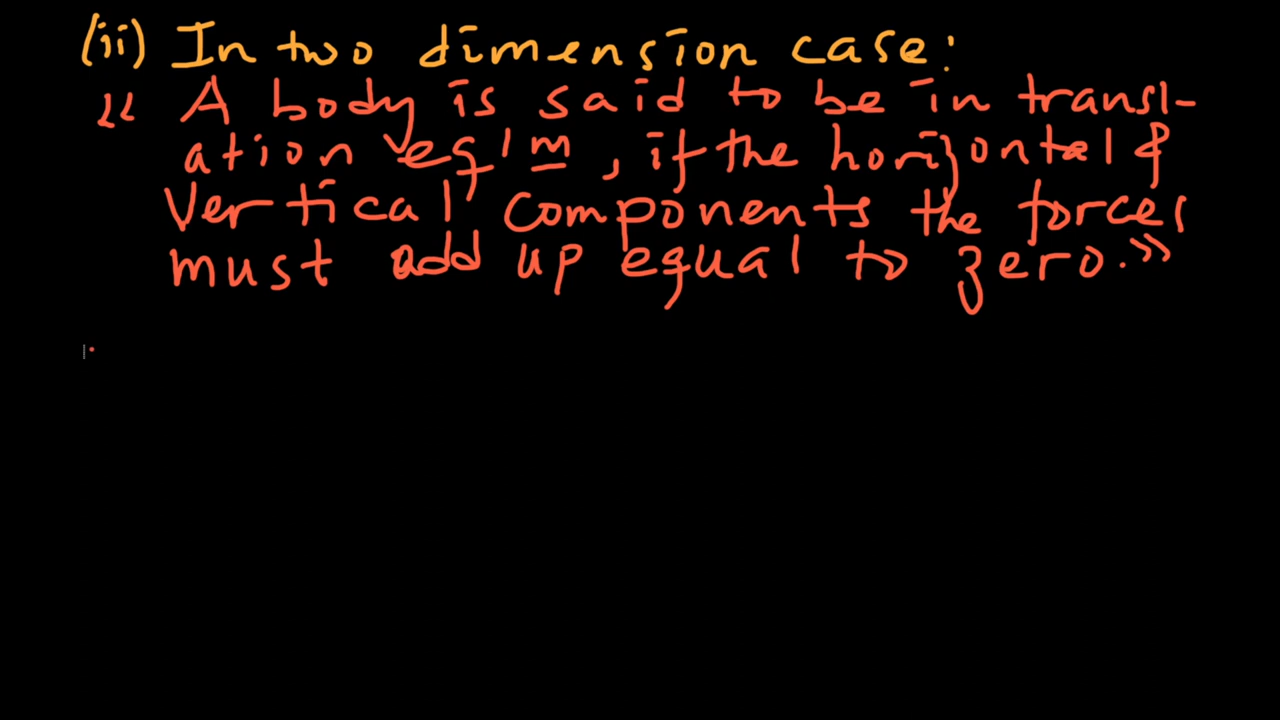 (ii) In two dimension case:
“ A body is said to be in transl-
ation eqlm, if the horizontal &
Vertical components the forces
must add up equal to zero.”